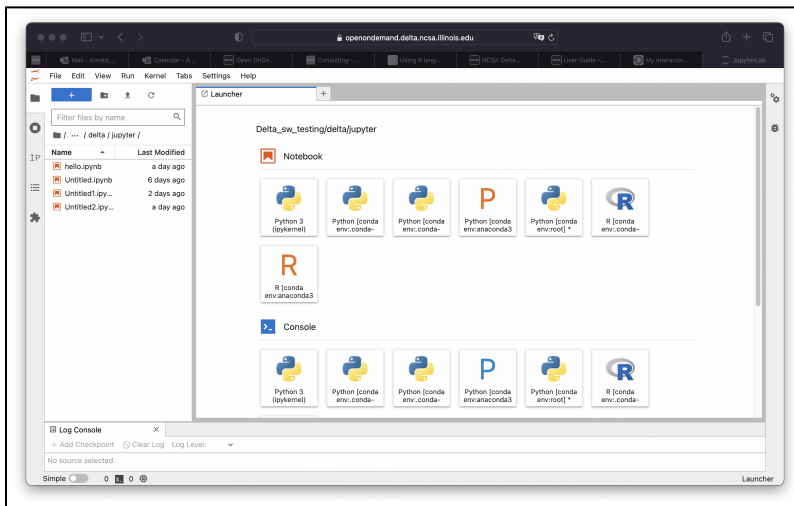 openondemand.delta.ncsa.illinois.edu
Mail - Arnold,...
Calendar - A...
Open OnDe...
Consulting -...
Using R lang...
NCSA Delta...
User Guide -...
My Interactiv...
JupyterLab
File Edit View Run Kernel Tabs Settings Help
+
Launcher
+
Filter files by name
/ ··· / delta / jupyter /
Name Last Modified
hello.ipynb a day ago
Untitled.ipynb 6 days ago
Untitled1.ipy... 2 days ago
Untitled2.ipy... a day ago
IP
Delta_sw_testing/delta/jupyter
Notebook
Python 3
(ipykernel)
Python [conda
env:.conda-
Python [conda
env:.conda-
P
Python [conda
env:anaconda3
Python [conda
env:root] *
R
R [conda
env:.conda-
R
R [conda
env:anaconda3
>_ Console
Python 3
(ipykernel)
Python [conda
env:.conda-
Python [conda
env:.conda-
P
Python [conda
env:anaconda3
Python [conda
env:root] *
R
R [conda
env:.conda-
Log Console
+ Add Checkpoint Clear Log Log Level:
No source selected.
Simple 0 0
Launcher